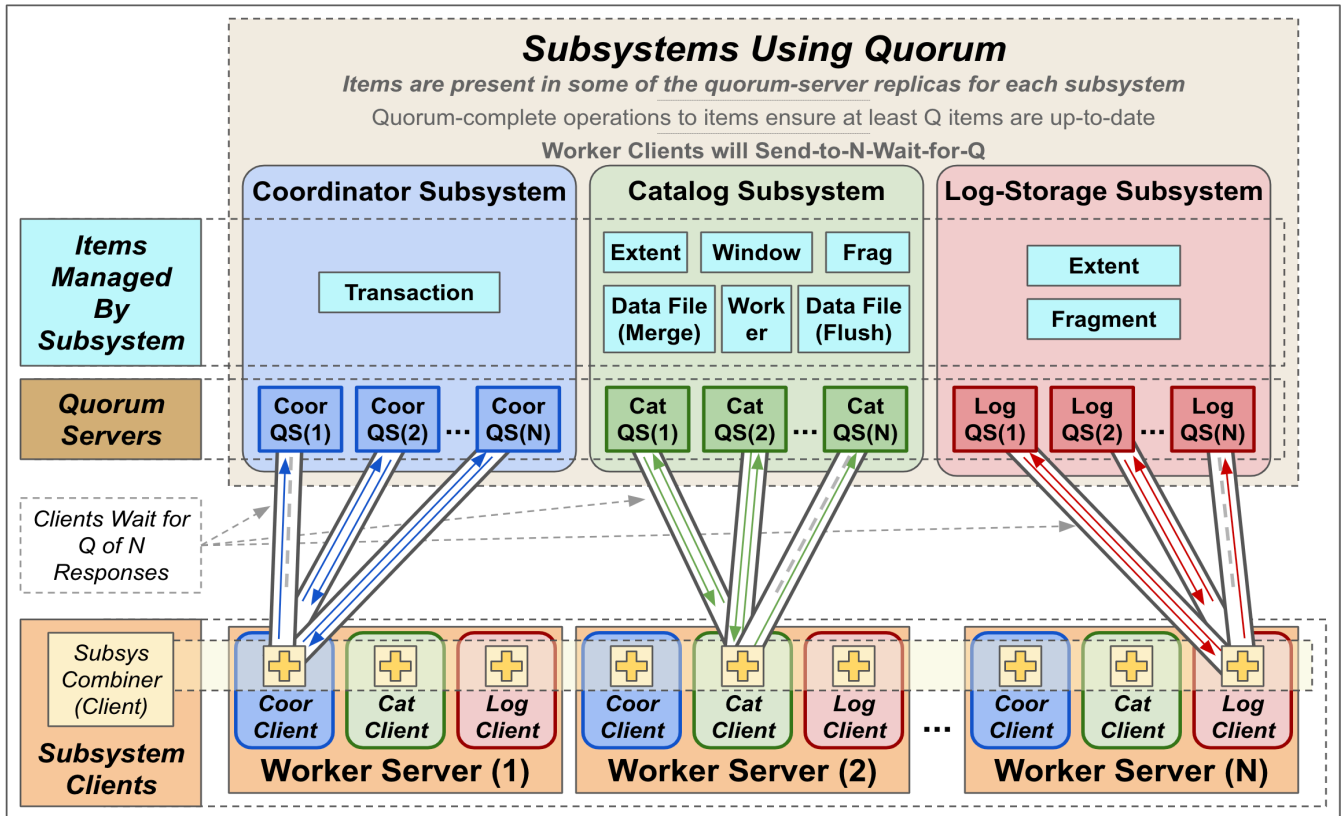 Subsystems Using Quorum
Items are present in some of the quorum-server replicas for each subsystem
Quorum-complete operations to items ensure at least Q items are up-to-date
Worker Clients will Send-to-N-Wait-for-Q
Coordinator Subsystem
Catalog Subsystem
Log-Storage Subsystem
Items
Managed
By
Subsystem
Transaction
Extent
Window
Frag
Data File
(Merge)
Work
er
Data File
(Flush)
Extent
Fragment
Quorum
Servers
Coor
QS(1)
Coor
QS(2)
...
Coor
QS(N)
Cat
QS(1)
Cat
QS(2)
...
Cat
QS(N)
Log
QS(1)
Log
QS(2)
...
Log
QS(N)
Clients Wait for
Q of N
Responses
Subsys
Combiner
(Client)
Subsystem
Clients
Coor
Client
Cat
Client
Log
Client
Worker Server (1)
Coor
Client
Cat
Client
Log
Client
Worker Server (2)
...
Coor
Client
Cat
Client
Log
Client
Worker Server (N)